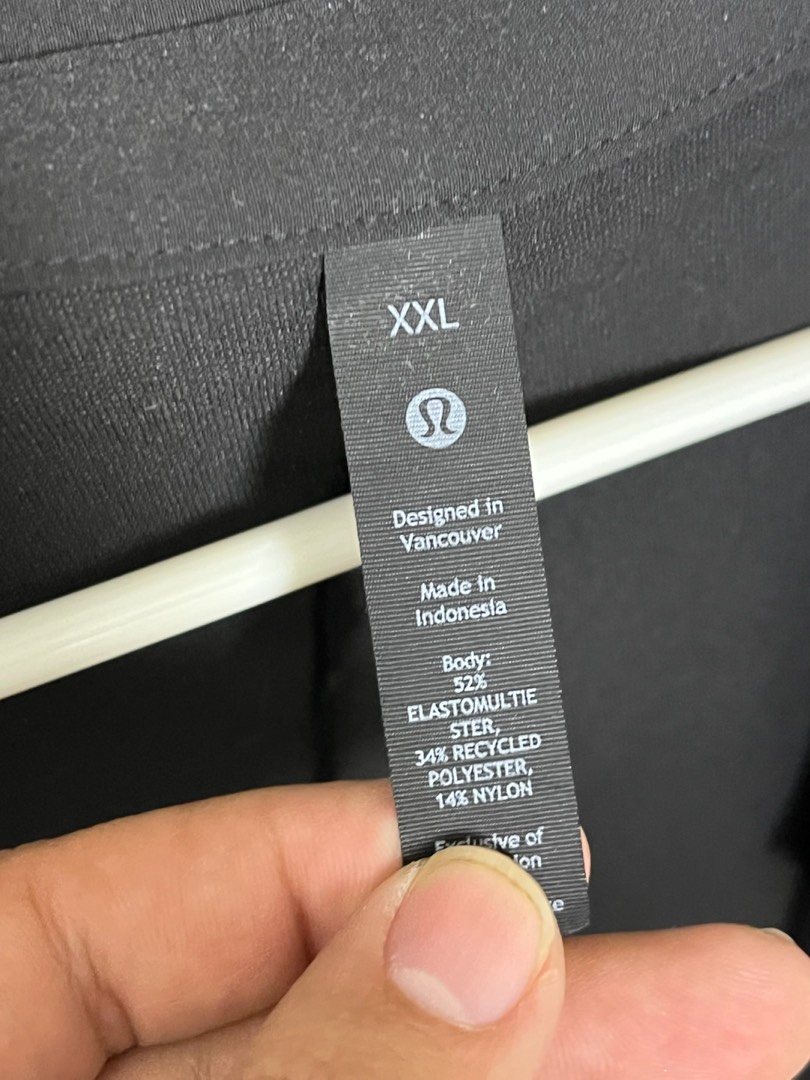 XXL
Designed in
Vancouver
Made in
Indonesia
Body:
52%
ELASTOMULTIE
STER,
34% RECYCLED
POLYESTER,
14% NYLON
Exclusive of